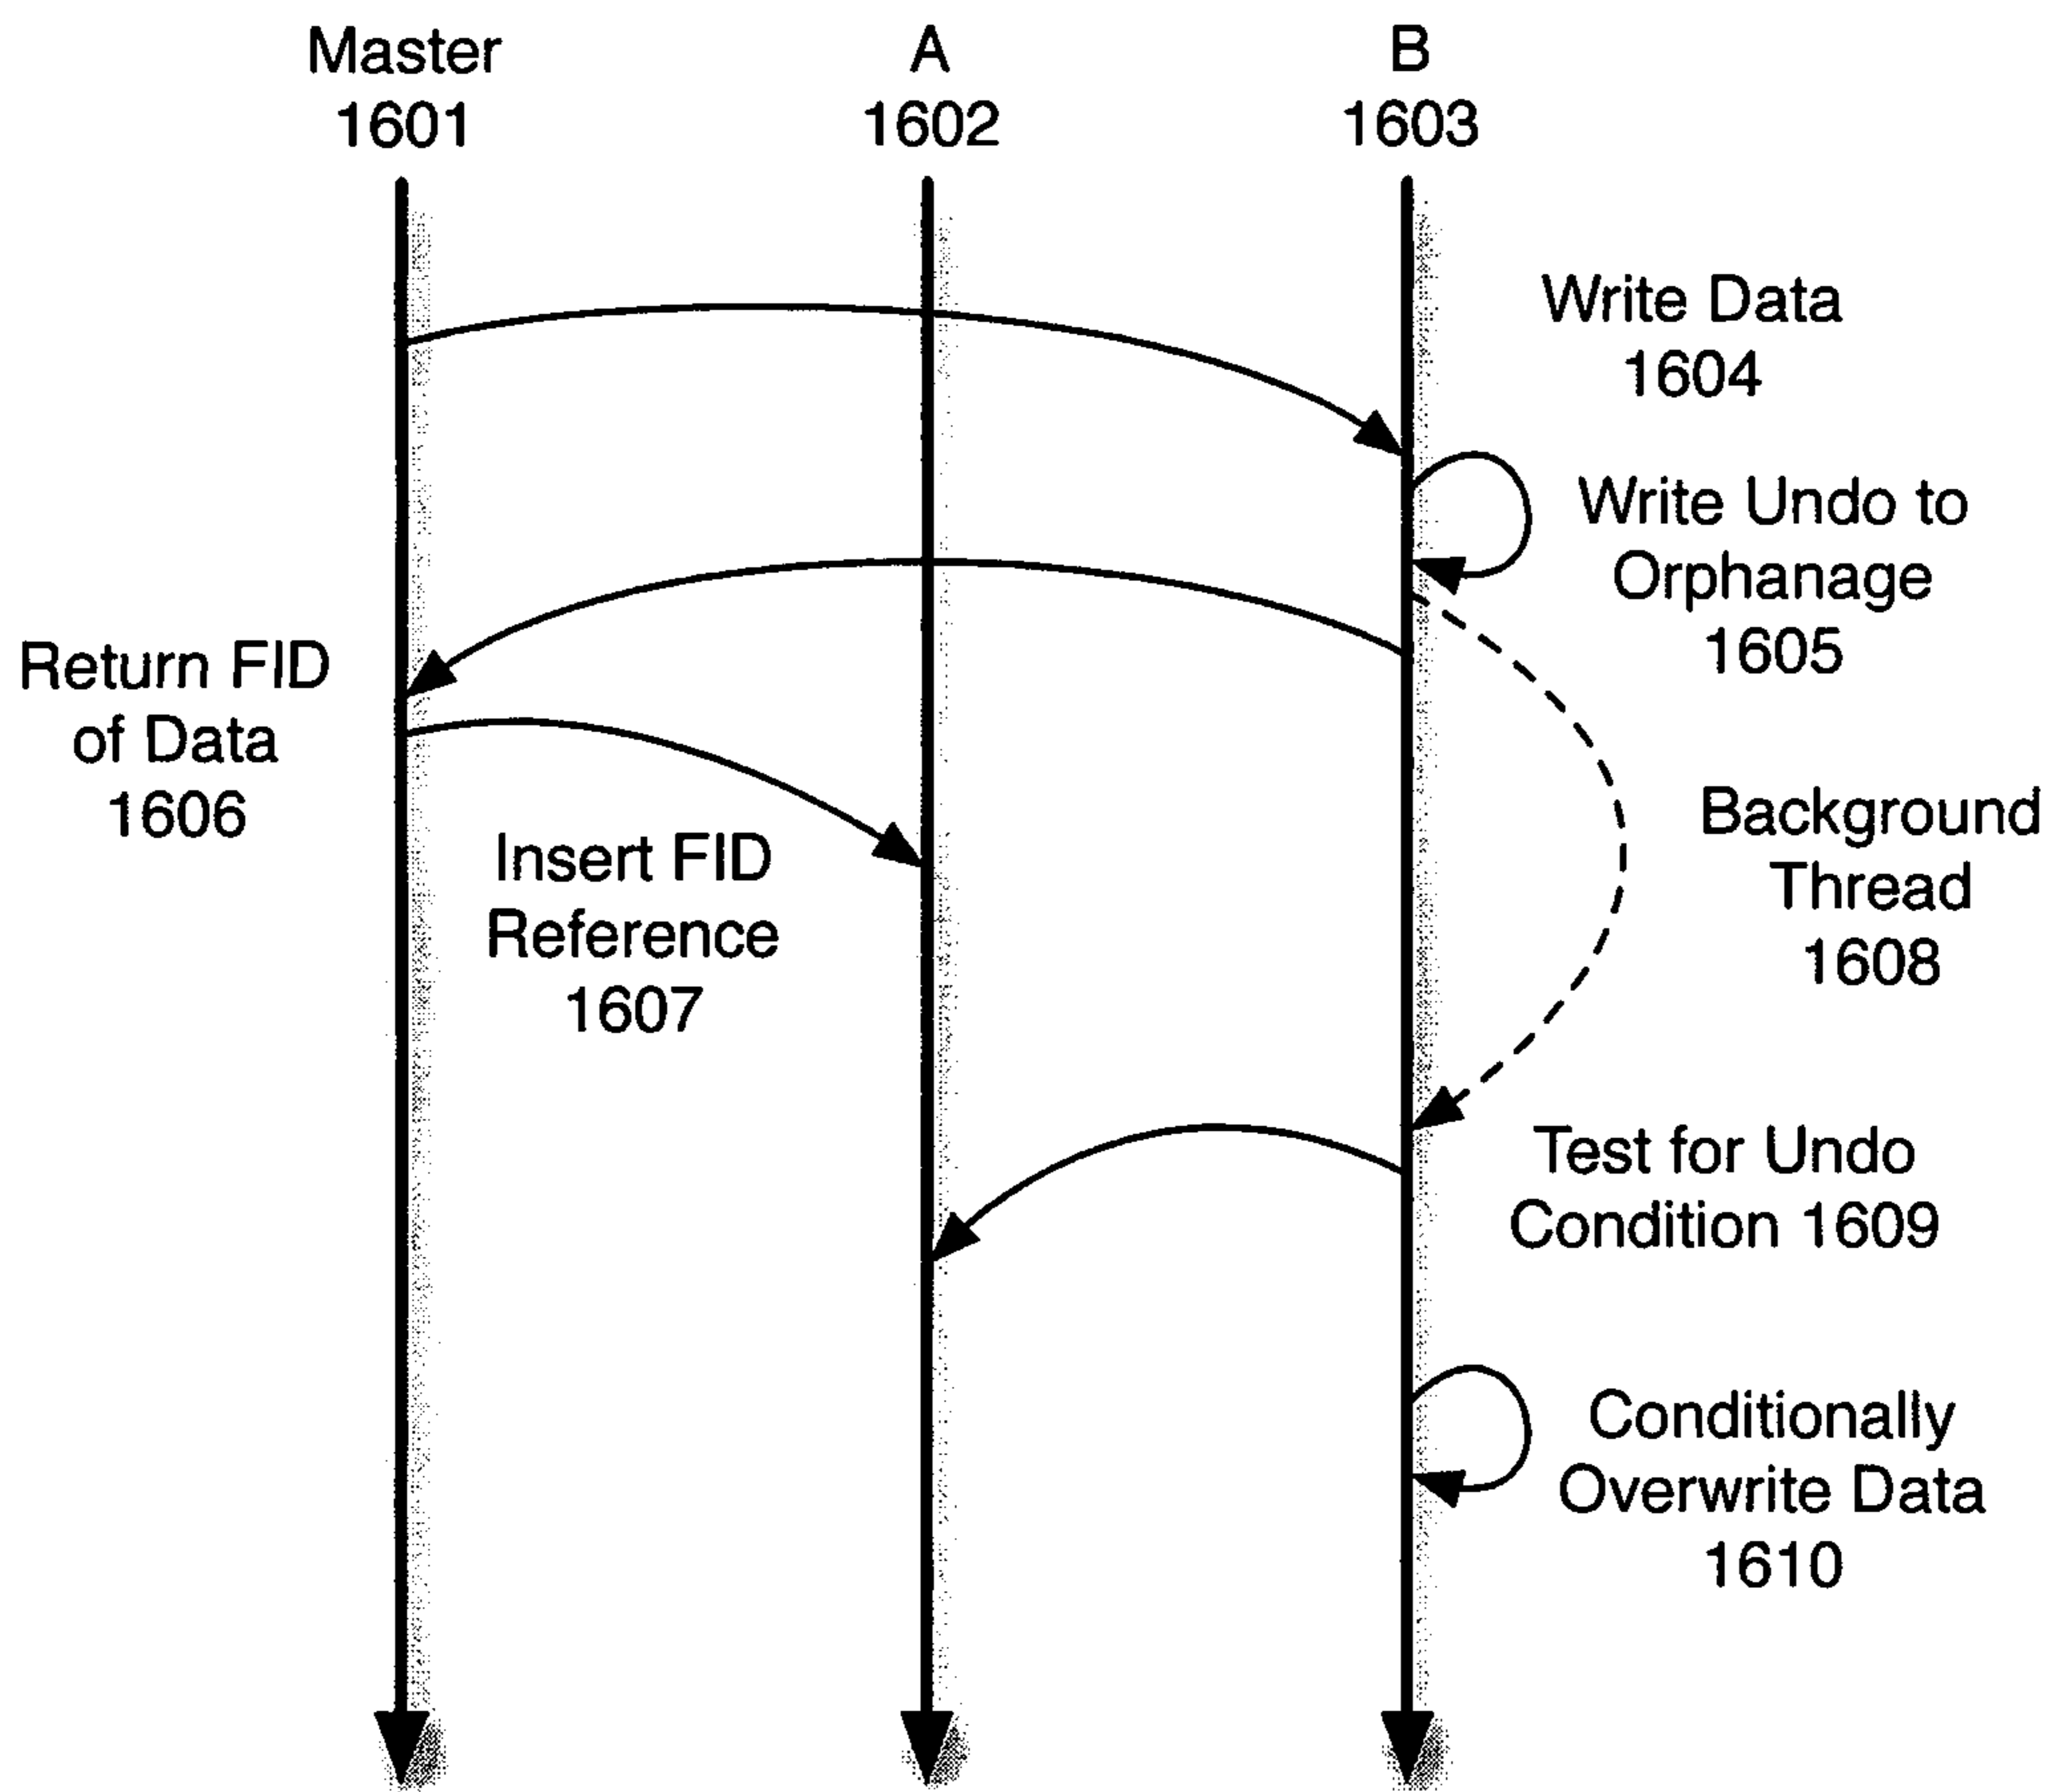 Master
1601
A
1602
B
1603
Write Data
1604
Write Undo to
Orphanage
1605
Return FID
of Data
1606
Insert FID
Reference
1607
Background
Thread
1608
Test for Undo
Condition 1609
Conditionally
Overwrite Data
1610